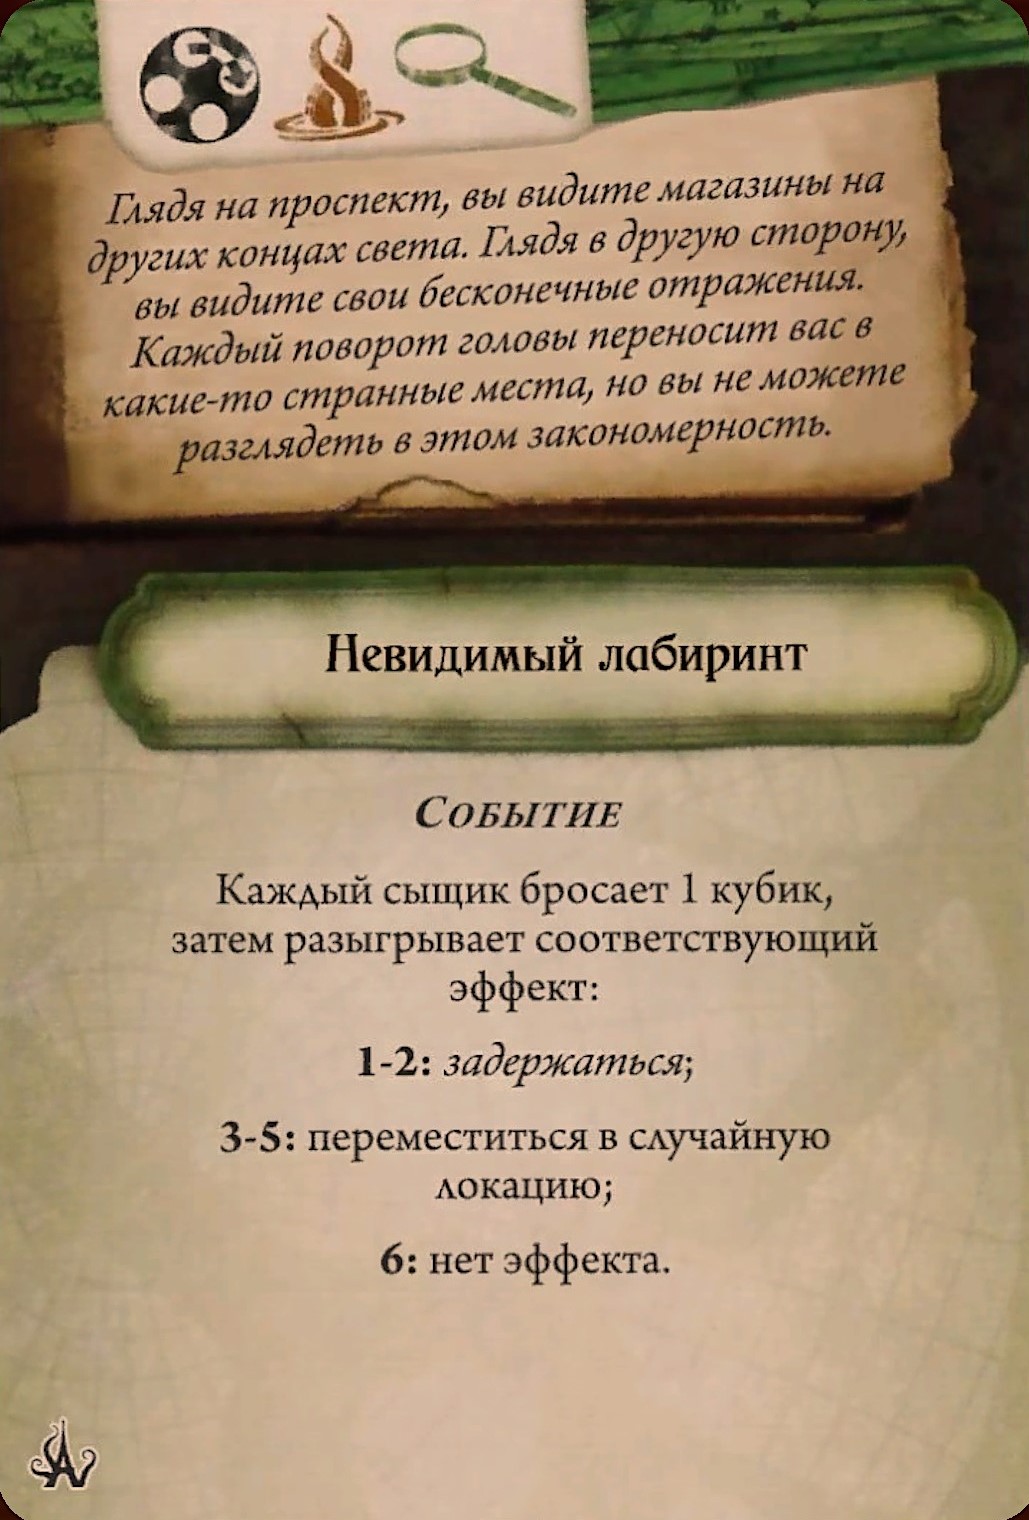 Глядя на проспект, вы видите магазины на
других концах света. Глядя в другую сторону,
вы видите свои бесконечные отражения.
Каждый поворот головы переносит вас в
какие-то странные места, но вы не можете
разглядеть в этом закономерность.
Невидимый лабиринт
Событие
Каждый сыщик бросает 1 кубик,
затем разыгрывает соответствующий
эффект:
1-2: задержаться;
3-5: переместиться в случайную
локацию;
6: нет эффекта.